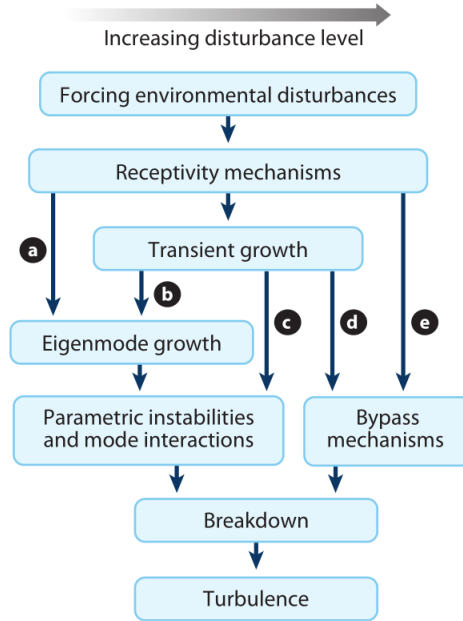 Increasing disturbance level
Forcing environmental disturbances
Receptivity mechanisms
a
Transient growth
b
c
d
e
Eigenmode growth
Parametric instabilities
and mode interactions
Bypass
mechanisms
Breakdown
Turbulence